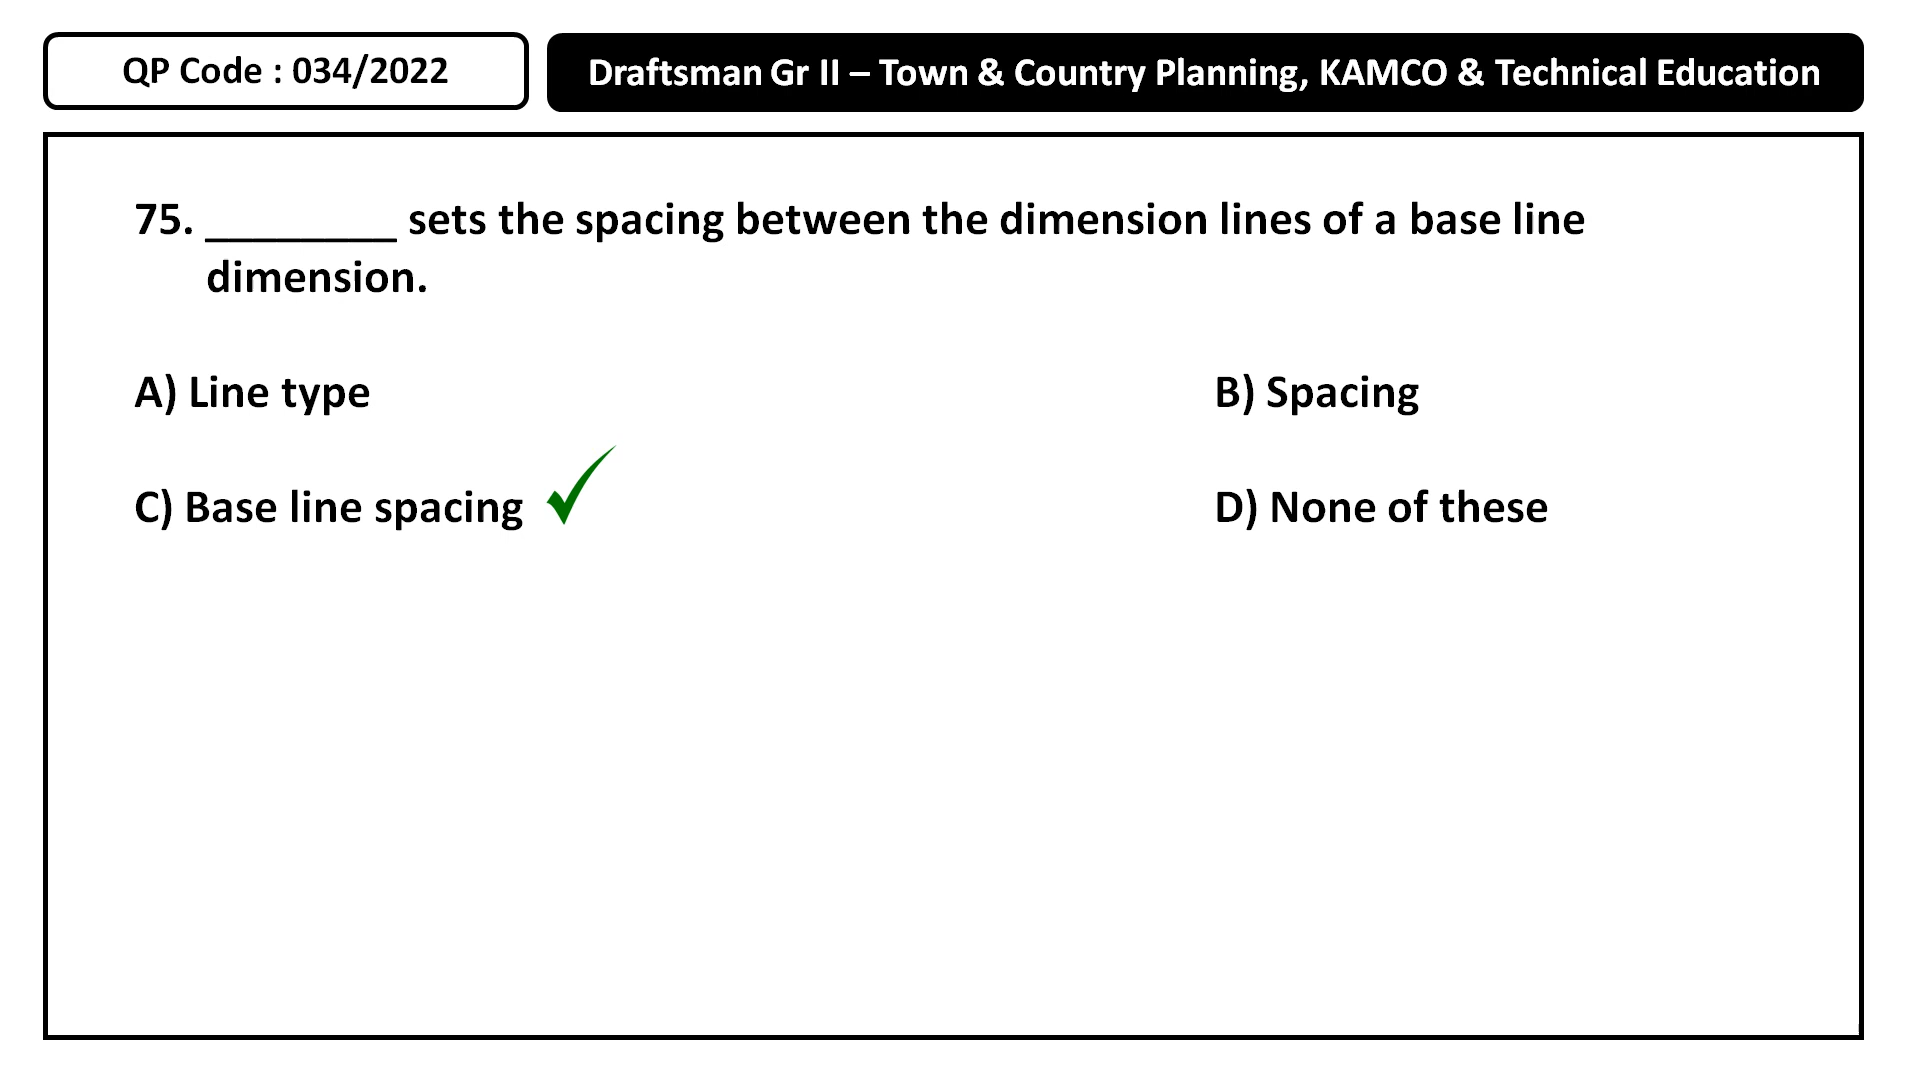 QP Code : 034/2022
Draftsman Gr II – Town & Country Planning, KAMCO & Technical Education
75. ________ sets the spacing between the dimension lines of a base line
dimension.
A) Line type
B) Spacing
C) Base line spacing
D) None of these